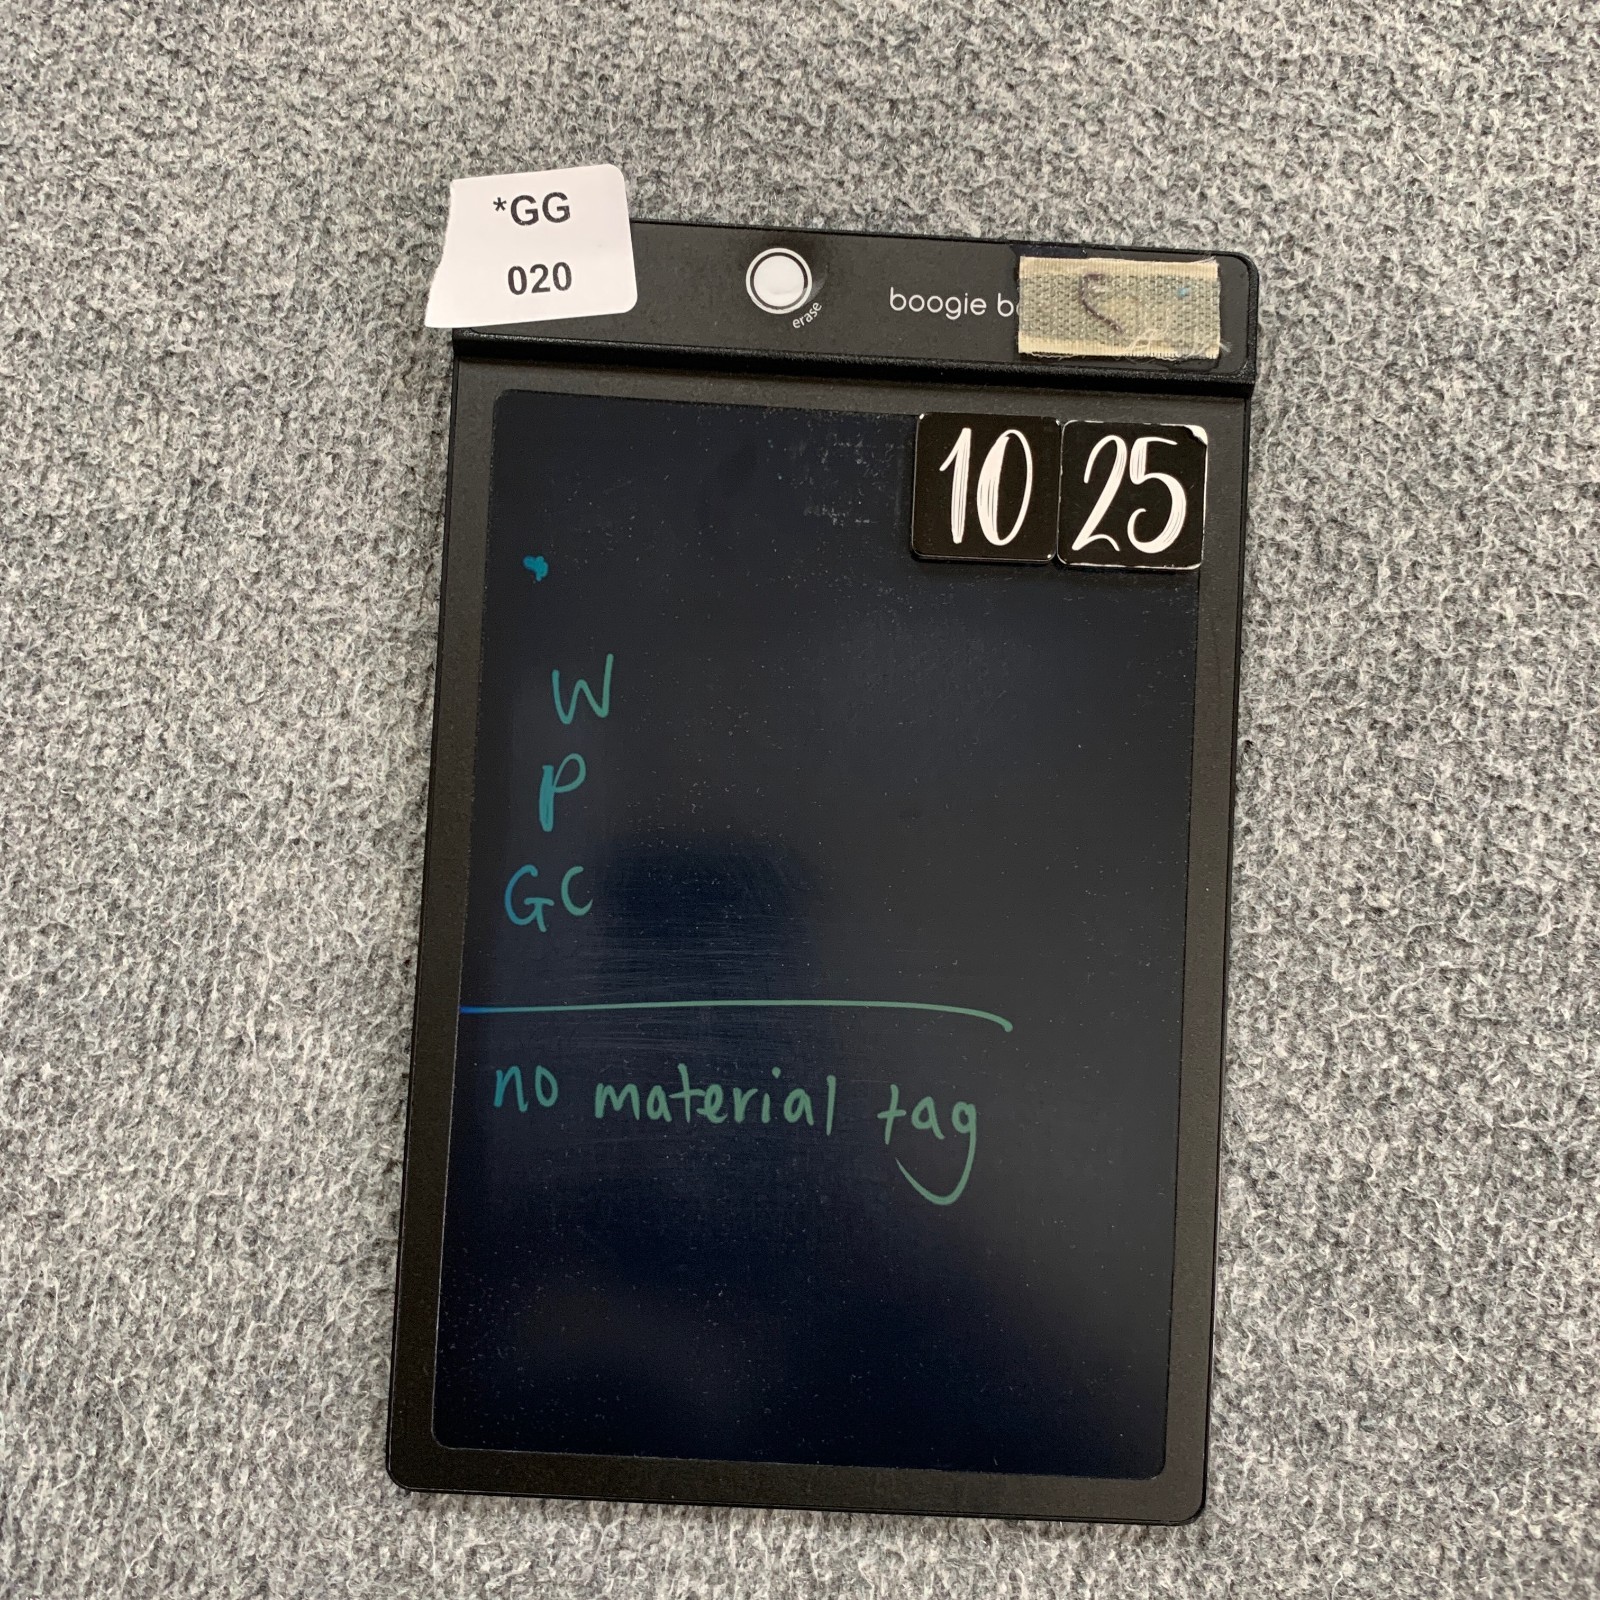 *GG
020
erase
boogie
S
10 25
W
P
GC
no material tag